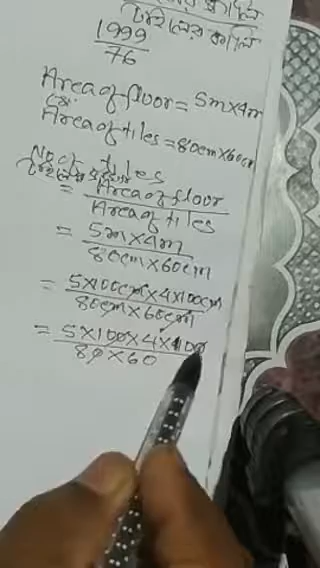 টাইলের কালি
1999
76
Area of floor = 5m×4m
Area of tiles = 80cm×60cm
No of tiles
= Area of floor
Area of tiles
= 5m×4m
80cm×60cm
= 5×100cm×4×100cm
80cm×60cm
= 5×100×4×100
80×60